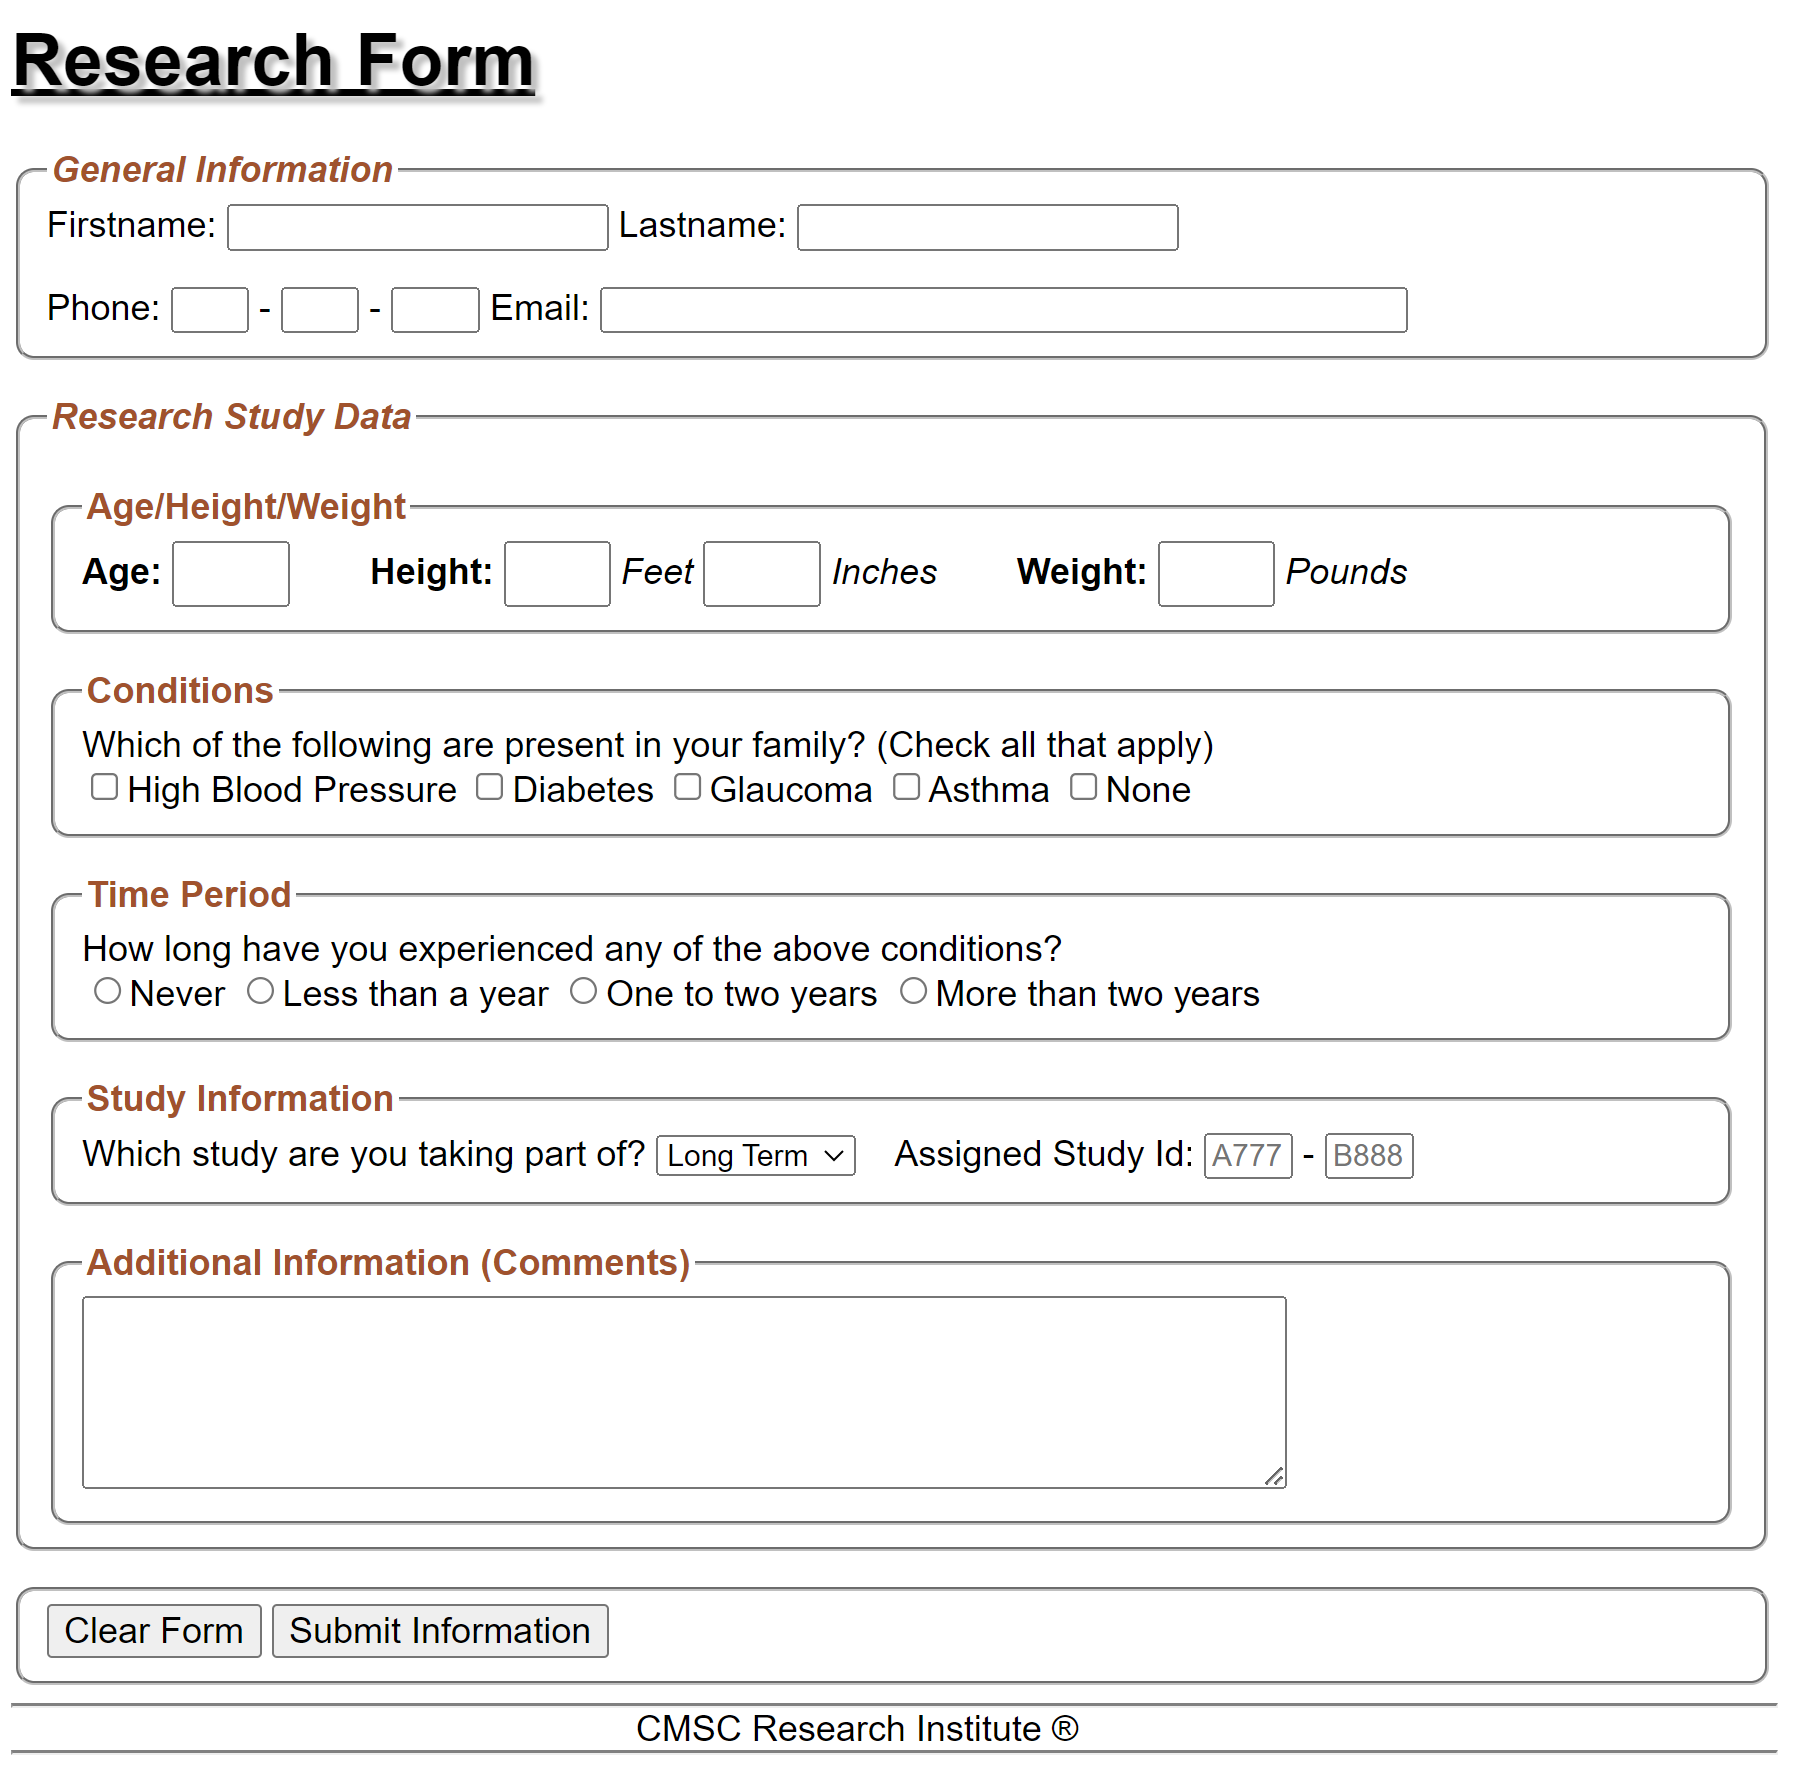 Research Form
General Information
Firstname: Lastname:
Phone: - - Email:
Research Study Data
Age/Height/Weight
Age: Height: Feet Inches Weight: Pounds
Conditions
Which of the following are present in your family? (Check all that apply)
High Blood Pressure Diabetes Glaucoma Asthma None
Time Period
How long have you experienced any of the above conditions?
Never Less than a year One to two years More than two years
Study Information
Which study are you taking part of? Long Term Assigned Study Id: A777 - B888
Additional Information (Comments)
Clear Form Submit Information
CMSC Research Institute ®